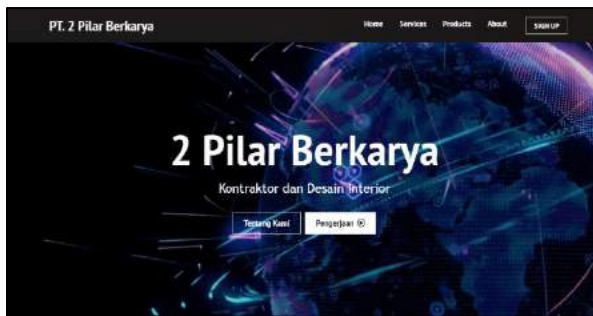 PT. 2 Pilar Berkarya
Home Services Products About SIGN UP
2 Pilar Berkarya
Kontraktor dan Desain Interior
Tentang Kami Pengerjaan